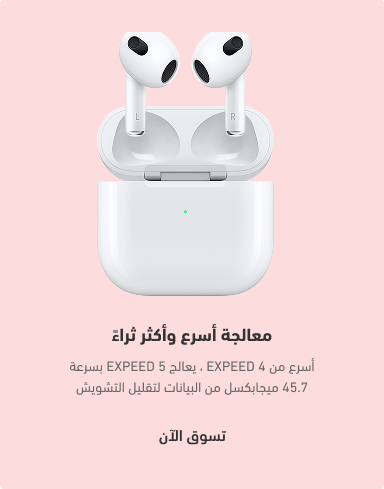 L
R
معالجة أسرع وأكثر ثراءً
أسرع من EXPEED 4 ، يعالج EXPEED 5 بسرعة
45.7 ميجابكسل من البيانات لتقليل التشويش
تسوق الآن